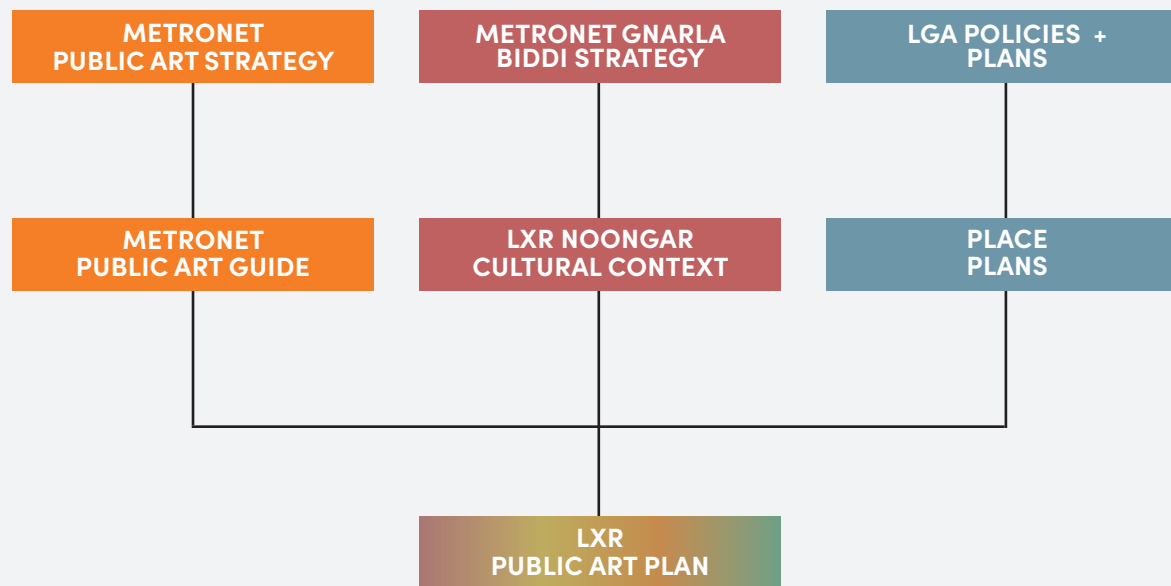 METRONET
PUBLIC ART STRATEGY
METRONET GNARLA
BIDDI STRATEGY
LGA POLICIES +
PLANS
METRONET
PUBLIC ART GUIDE
LXR NOONGAR
CULTURAL CONTEXT
PLACE
PLANS
LXR
PUBLIC ART PLAN